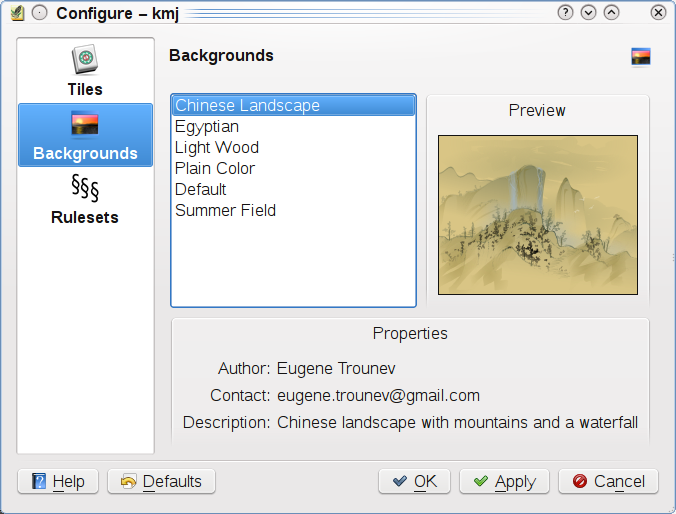 Configure – kmj
Tiles
Backgrounds
§§§
Rulesets
Backgrounds
Chinese Landscape
Egyptian
Light Wood
Plain Color
Default
Summer Field
Preview
Properties
Author: Eugene Trounev
Contact: eugene.trounev@gmail.com
Description: Chinese landscape with mountains and a waterfall
Help
Defaults
OK
Apply
Cancel